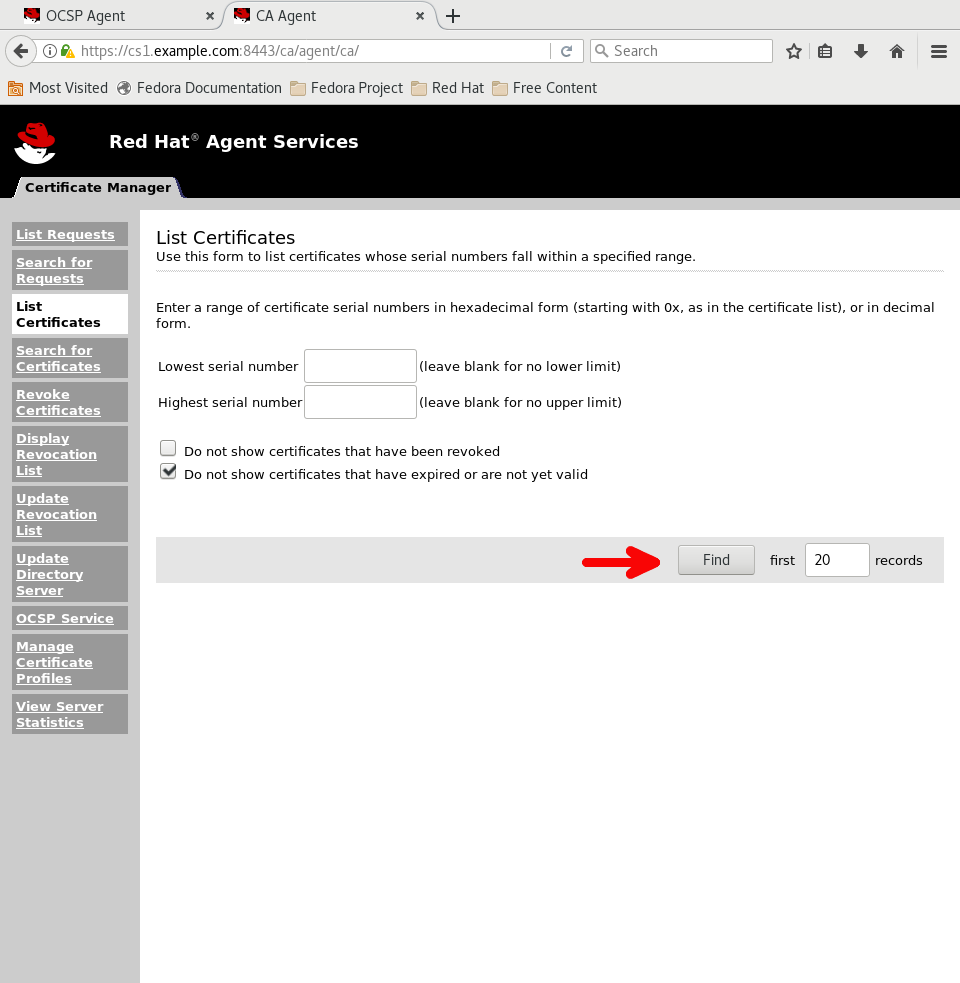 OCSP Agent
CA Agent
https://cs1.example.com:8443/ca/agent/ca/
Search
Most Visited
Fedora Documentation
Fedora Project
Red Hat
Free Content
Red Hat® Agent Services
Certificate Manager
List Requests
Search for
Requests
List
Certificates
Search for
Certificates
Revoke
Certificates
Display
Revocation
List
Update
Revocation
List
Update
Directory
Server
OCSP Service
Manage
Certificate
Profiles
View Server
Statistics
List Certificates
Use this form to list certificates whose serial numbers fall within a specified range.
Enter a range of certificate serial numbers in hexadecimal form (starting with 0x, as in the certificate list), or in decimal
form.
Lowest serial number (leave blank for no lower limit)
Highest serial number (leave blank for no upper limit)
Do not show certificates that have been revoked
Do not show certificates that have expired or are not yet valid
Find first 20 records